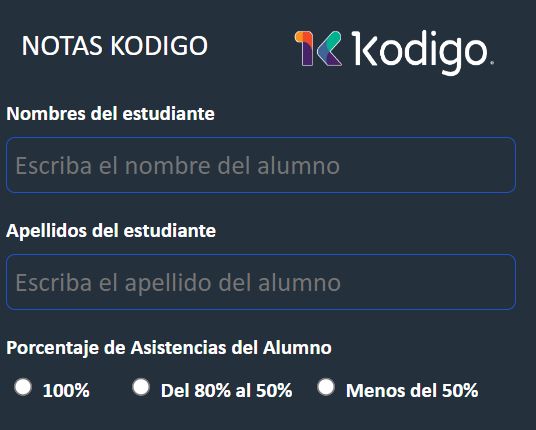 NOTAS KODIGO
Kodigo.
Nombres del estudiante
Escriba el nombre del alumno
Apellidos del estudiante
Escriba el apellido del alumno
Porcentaje de Asistencias del Alumno
100% Del 80% al 50% Menos del 50%